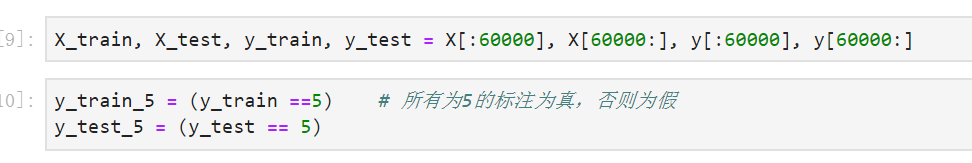 [9]: X_train, X_test, y_train, y_test = X[:60000], X[60000:], y[:60000], y[60000:]
10]: y_train_5 = (y_train ==5)    # 所有为5的标注为真，否则为假
y_test_5 = (y_test == 5)